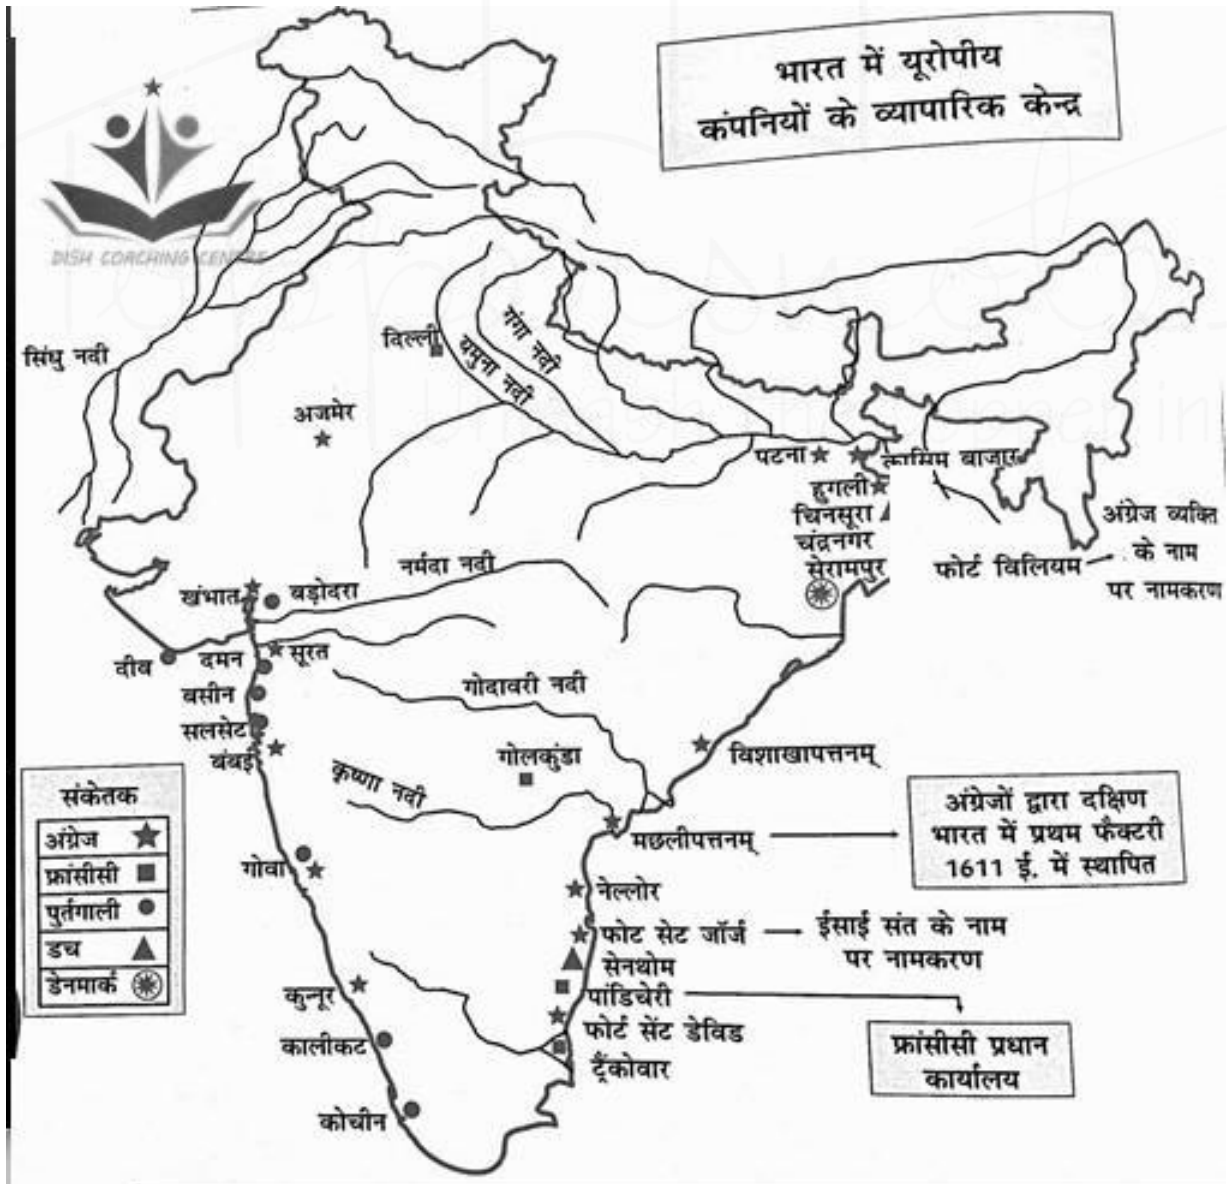 भारत में यूरोपीय
कंपनियों के व्यापारिक केन्द्र
DISH COACHING CENTRE
सिंधु नदी
दिल्ली
यमुना नदी
गंगा नदी
अजमेर
पटना
कासिम बाजार
हुगली
चिनसूरा
चंद्रनगर
सेरामपुर
फोर्ट विलियम
अंग्रेज व्यक्ति
के नाम
पर नामकरण
नर्मदा नदी
खंभात
बड़ोदरा
दीव
दमन
सूरत
बसीन
सलसेट
बंबई
गोदावरी नदी
गोलकुंडा
विशाखापत्तनम्
कृष्णा नदी
मछलीपत्तनम्
अंग्रेजों द्वारा दक्षिण
भारत में प्रथम फैक्टरी
1611 ई. में स्थापित
संकेतक
अंग्रेज
फ्रांसीसी
पुर्तगाली
डच
डेनमार्क
गोवा
नेल्लोर
फोट सेट जॉर्ज
ईसाई संत के नाम
पर नामकरण
सेनथोम
पांडिचेरी
फोर्ट सेंट डेविड
ट्रैंकोवार
फ्रांसीसी प्रधान
कार्यालय
कुन्नूर
कालीकट
कोचीन